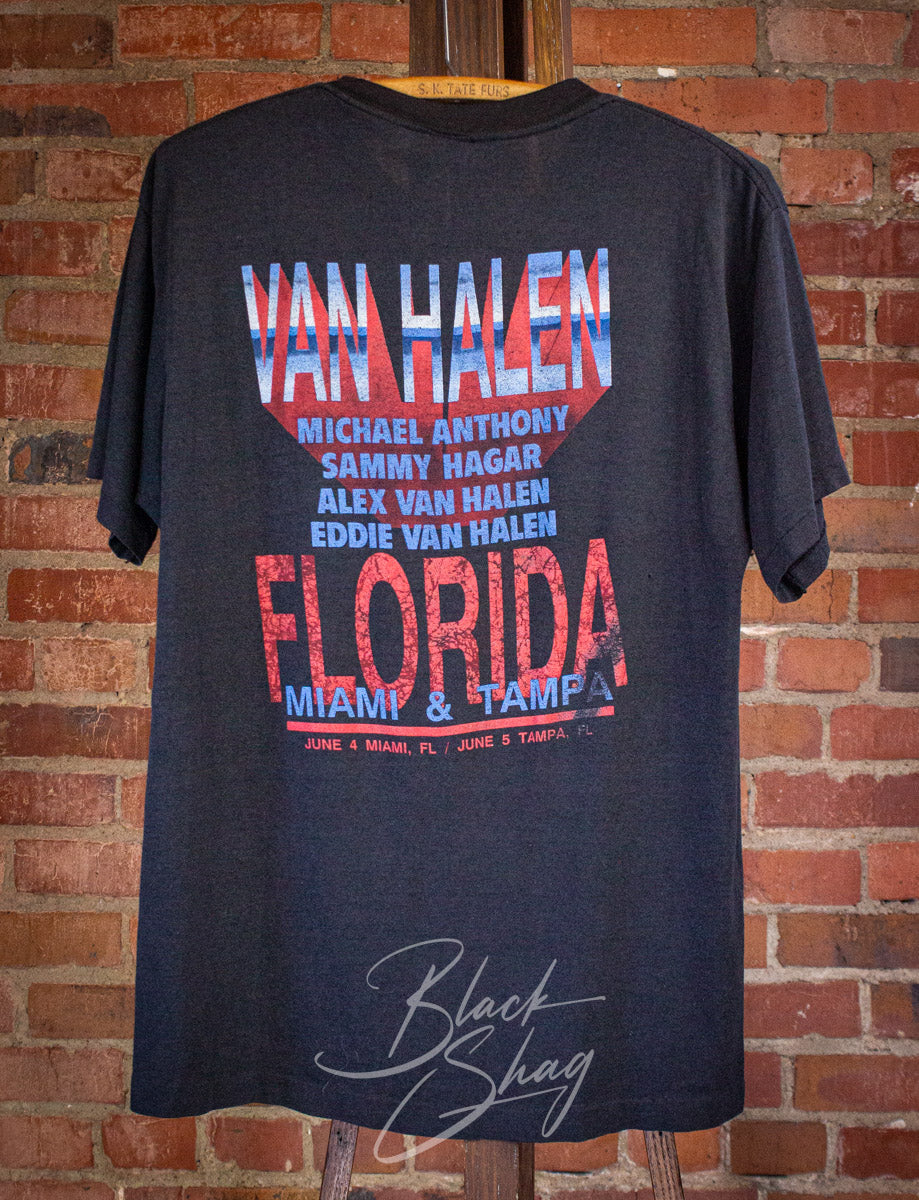 S. K. TATE FURS
VAN HALEN
MICHAEL ANTHONY
SAMMY HAGAR
ALEX VAN HALEN
EDDIE VAN HALEN
FLORIDA
MIAMI & TAMPA
JUNE 4 MIAMI, FL / JUNE 5 TAMPA, FL
Black
Shag